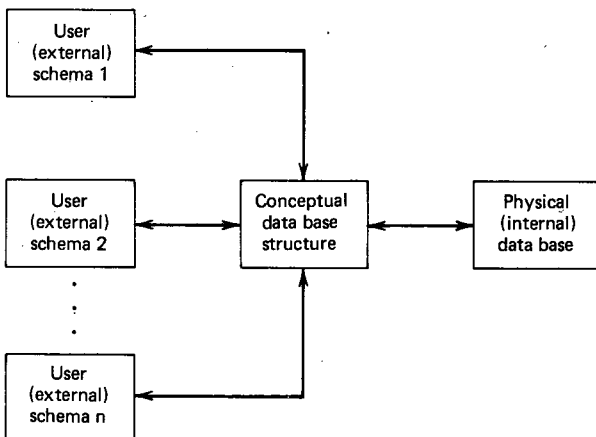 User
(external)
schema 1
User
(external)
schema 2
Conceptual
data base
structure
Physical
(internal)
data base
User
(external)
schema n